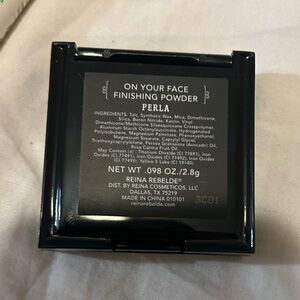 ON YOUR FACE
FINISHING POWDER
PERLA
INGREDIENTS: Talc, Synthetic Wax, Mica, Dimethicone,
Silica, Boron Nitride, Kaolin, Vinyl
Dimethicone/Methicone Silsesquioxane Crosspolymer,
Aluminum Starch Octenylsuccinate, Hydrogenated
Polyisobutene, Magnesium Palmitate, Phenoxyethanol,
Magnesium Stearate, Caprylyl Glycol,
Triethoxycaprylylsilane, Persea Gratissima (Avocado) Oil,
Rosa Canina Fruit Oil.
May Contain (±): Titanium Dioxide (CI 77891), Iron Oxides
(CI 77491), Iron Oxides (CI 77492), Iron Oxides
(CI 77499), Yellow 5 Lake (CI 19140).
NET WT .098 OZ/2.8g
REINA REBELDE®
DIST. BY REINA COSMETICOS, LLC
DALLAS, TX 75219
MADE IN CHINA 010101
reinarebelde.com
3C01